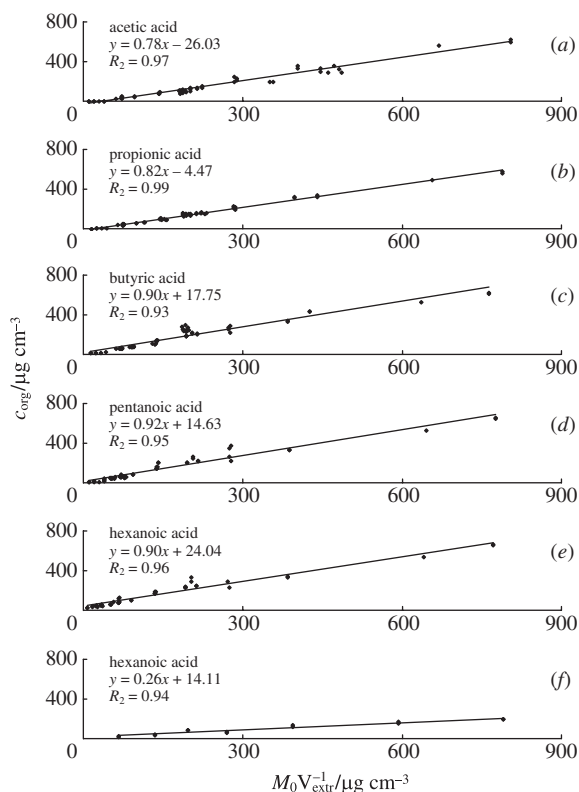 800
acetic acid
y = 0.78x – 26.03
(a)
400
R2 = 0.97
0
300
600
900
800
propionic acid
(b)
y = 0.82x – 4.47
400
R2 = 0.99
0
300
600
900
800
butyric acid
(c)
y = 0.90x + 17.75
400
R2 = 0.93
0
300
600
900
corg/μg cm–3
800
pentanoic acid
(d)
y = 0.92x + 14.63
400
R2 = 0.95
0
300
600
900
800
hexanoic acid
(e)
y = 0.90x + 24.04
400
R2 = 0.96
0
300
600
900
800
hexanoic acid
(f)
y = 0.26x + 14.11
400
R2 = 0.94
0
300
600
900
M0V–1extr/μg cm–3